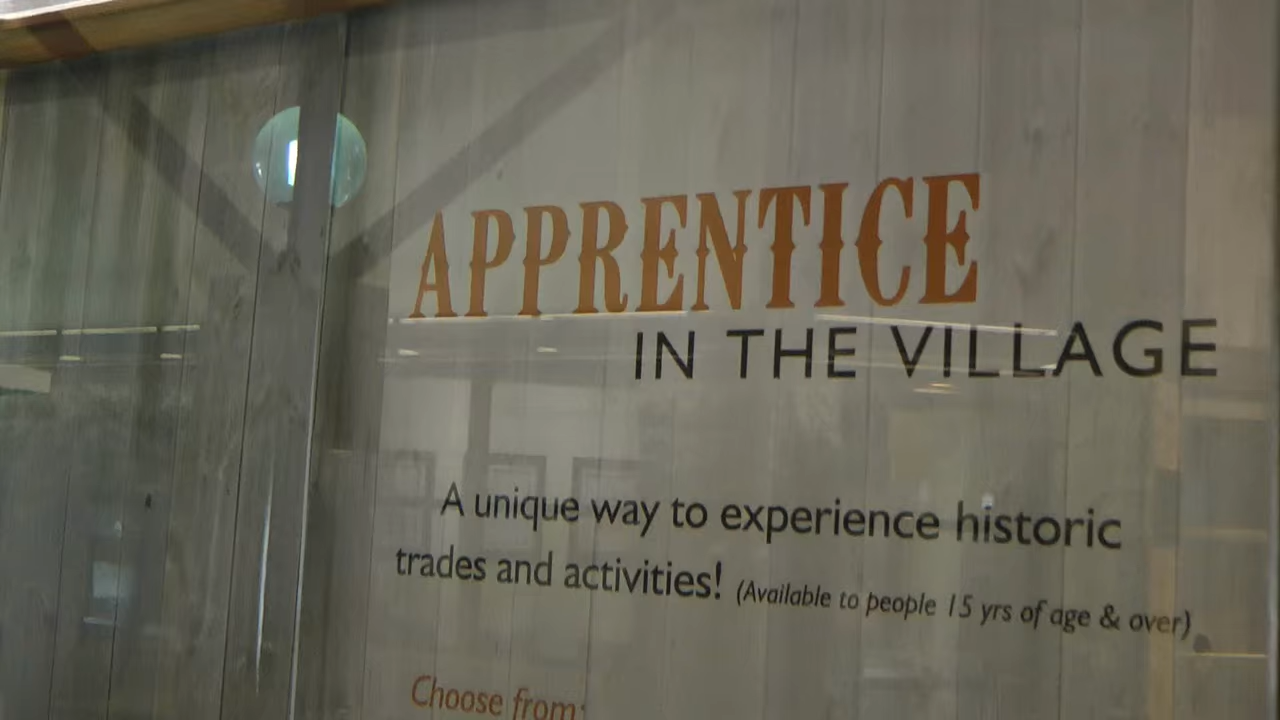 APPRENTICE
IN THE VILLAGE
A unique way to experience historic
trades and activities! (Available to people 15 yrs of age & over)
Choose from: